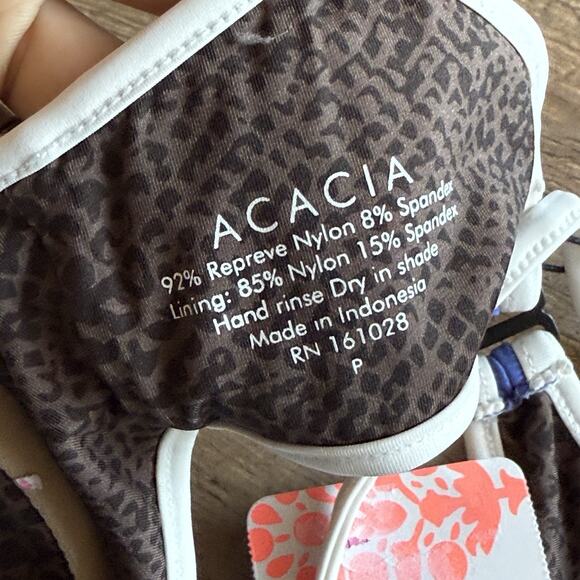 ACACIA
92% Repreve Nylon 8% Spandex
Lining: 85% Nylon 15% Spandex
Hand rinse Dry in shade
Made in Indonesia
RN 161028
P